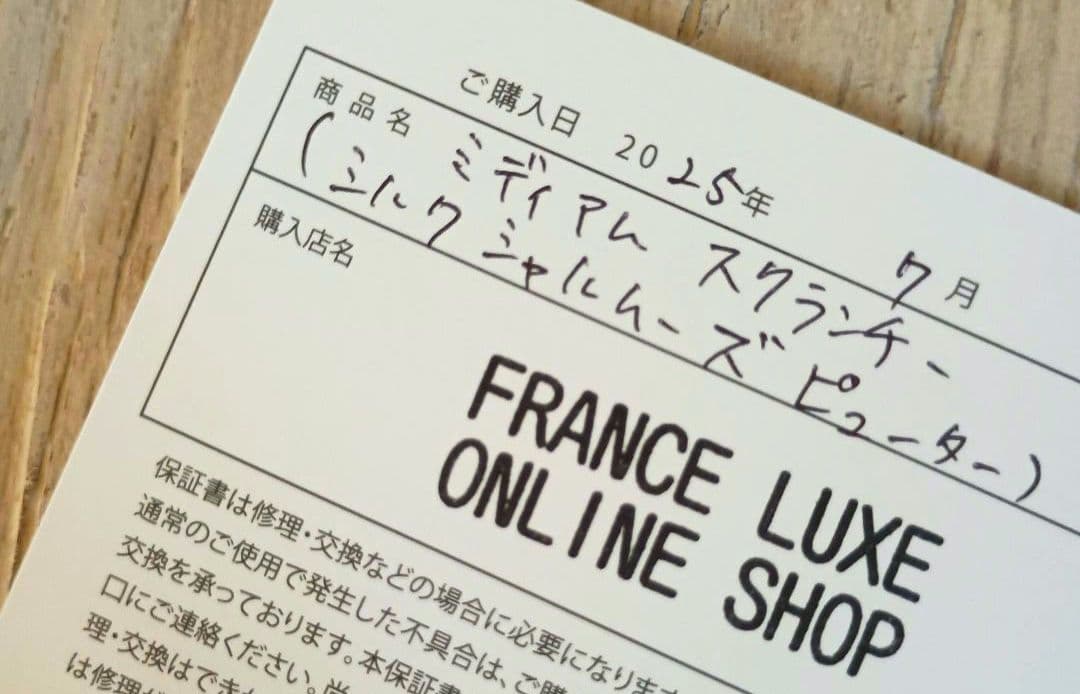 ご購入日 2025年 7月
商品名 ミディアム スクランチー
(シルクシャルムーズ ピューター)
購入店名
FRANCE LUXE
ONLINE SHOP
保証書は修理・交換などの場合に必要になりま
通常のご使用で発生した不具合は、ご購
交換を承っております。本保証書
口にご連絡ください。尚
理・交換はでき
は修理